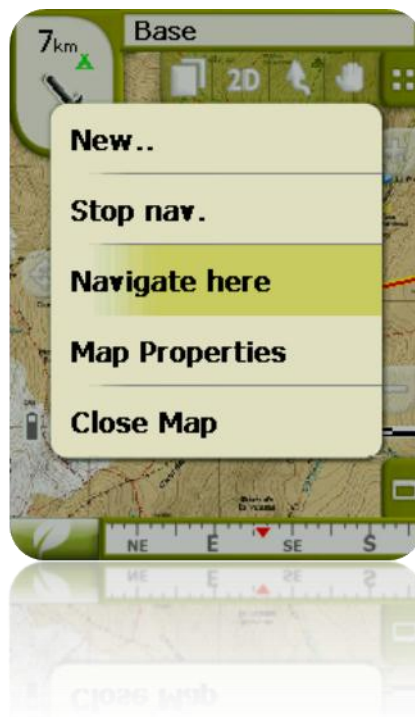 7km
Base
2D
New..
Stop nav.
Navigate here
Map Properties
Close Map
NE E SE S